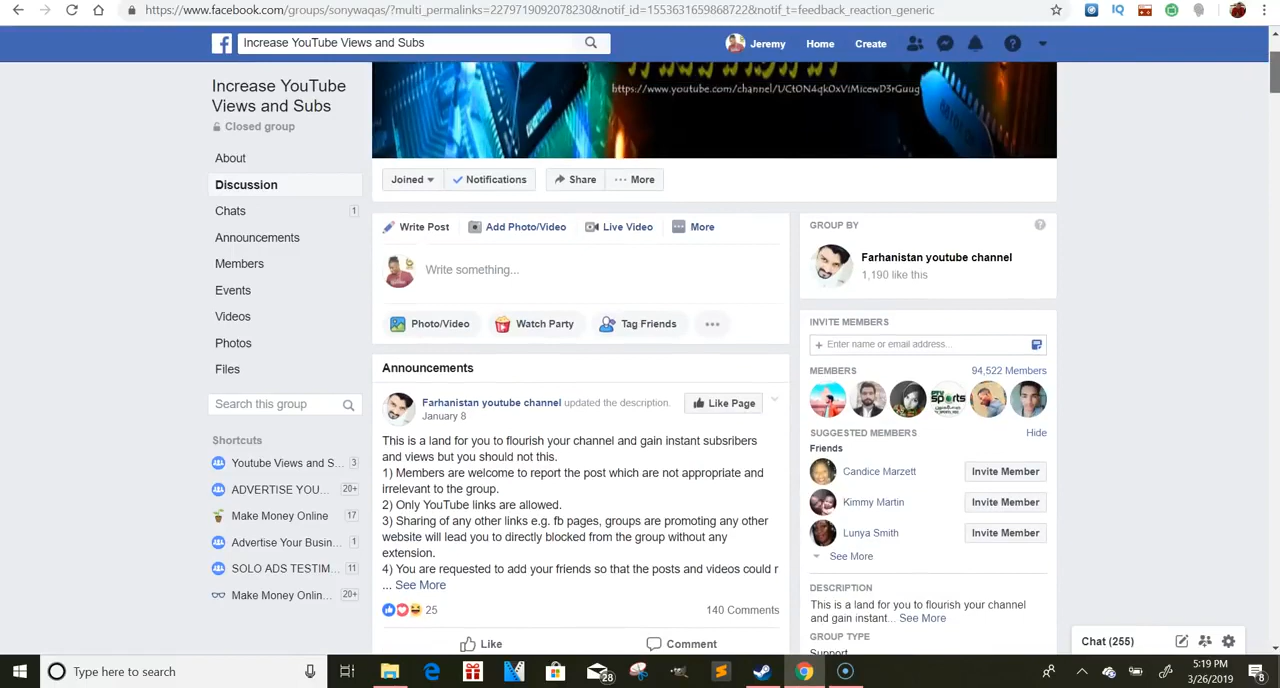 https://www.facebook.com/groups/sonywaqas/?multi_permalinks=2279719092078230&notif_id=1553631659868722&notif_t=feedback_reaction_generic
IQ
Increase YouTube Views and Subs
Jeremy
Home
Create
Increase YouTube
Views and Subs
Closed group
About
Discussion
Chats
1
Announcements
Members
Events
Videos
Photos
Files
Search this group
Shortcuts
Youtube Views and S... 3
ADVERTISE YOU... 20+
Make Money Online 17
Advertise Your Busin... 1
SOLO ADS TESTIM... 11
Make Money Onlin... 20+
https://www.youtube.com/channel/UCtON4qkOxViMicewD3rGuug
Joined
Notifications
Share
More
Write Post
Add Photo/Video
Live Video
More
Write something...
Photo/Video
Watch Party
Tag Friends
Announcements
Farhanistan youtube channel updated the description.
January 8
Like Page
This is a land for you to flourish your channel and gain instant subsribers
and views but you should not this.
1) Members are welcome to report the post which are not appropriate and
irrelevant to the group.
2) Only YouTube links are allowed.
3) Sharing of any other links e.g. fb pages, groups are promoting any other
website will lead you to directly blocked from the group without any
extension.
4) You are requested to add your friends so that the posts and videos could r
... See More
25
140 Comments
Like
Comment
GROUP BY
Farhanistan youtube channel
1,190 like this
INVITE MEMBERS
+ Enter name or email address...
MEMBERS
94,522 Members
SPORTS
SUGGESTED MEMBERS
Hide
Friends
Candice Marzett
Invite Member
Kimmy Martin
Invite Member
Lunya Smith
Invite Member
See More
DESCRIPTION
This is a land for you to flourish your channel
and gain instant... See More
GROUP TYPE
Support
Chat (255)
Type here to search
28
5:19 PM
3/26/2019
8